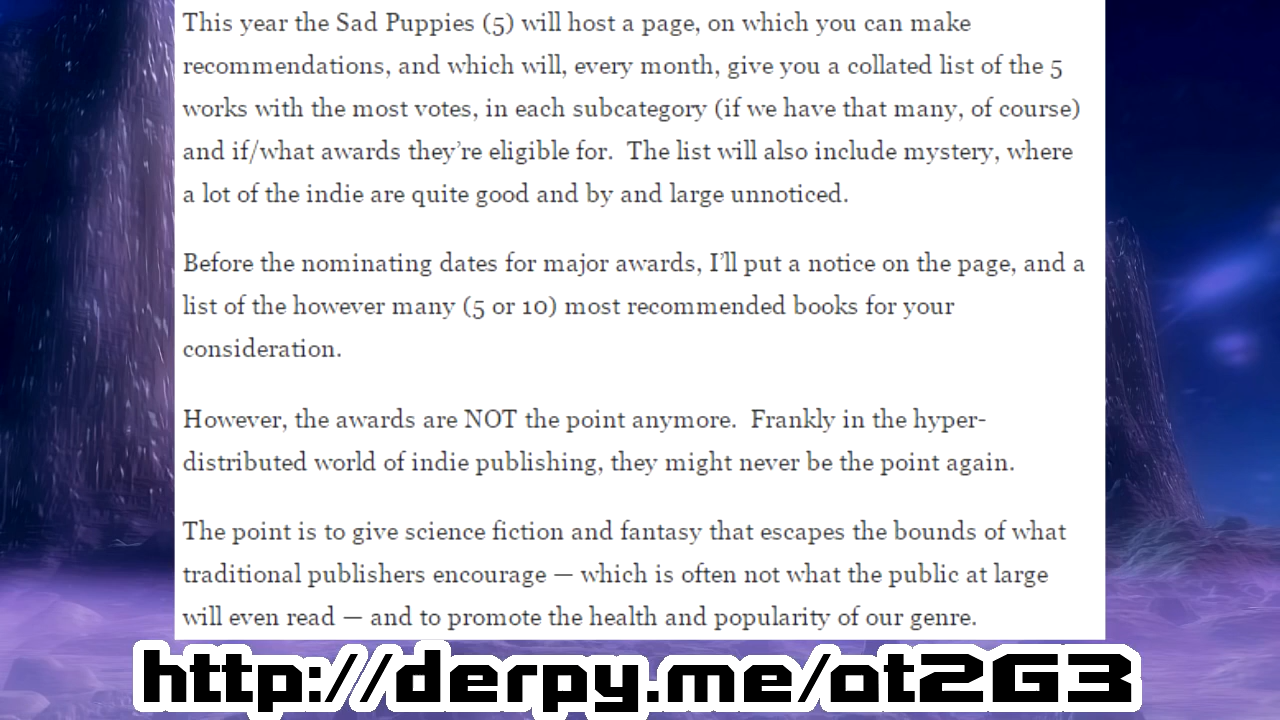 This year the Sad Puppies (5) will host a page, on which you can make
recommendations, and which will, every month, give you a collated list of the 5
works with the most votes, in each subcategory (if we have that many, of course)
and if/what awards they’re eligible for.  The list will also include mystery, where
a lot of the indie are quite good and by and large unnoticed.
Before the nominating dates for major awards, I’ll put a notice on the page, and a
list of the however many (5 or 10) most recommended books for your
consideration.
However, the awards are NOT the point anymore.  Frankly in the hyper-
distributed world of indie publishing, they might never be the point again.
The point is to give science fiction and fantasy that escapes the bounds of what
traditional publishers encourage — which is often not what the public at large
will even read — and to promote the health and popularity of our genre.
http://derpy.me/ot2G3